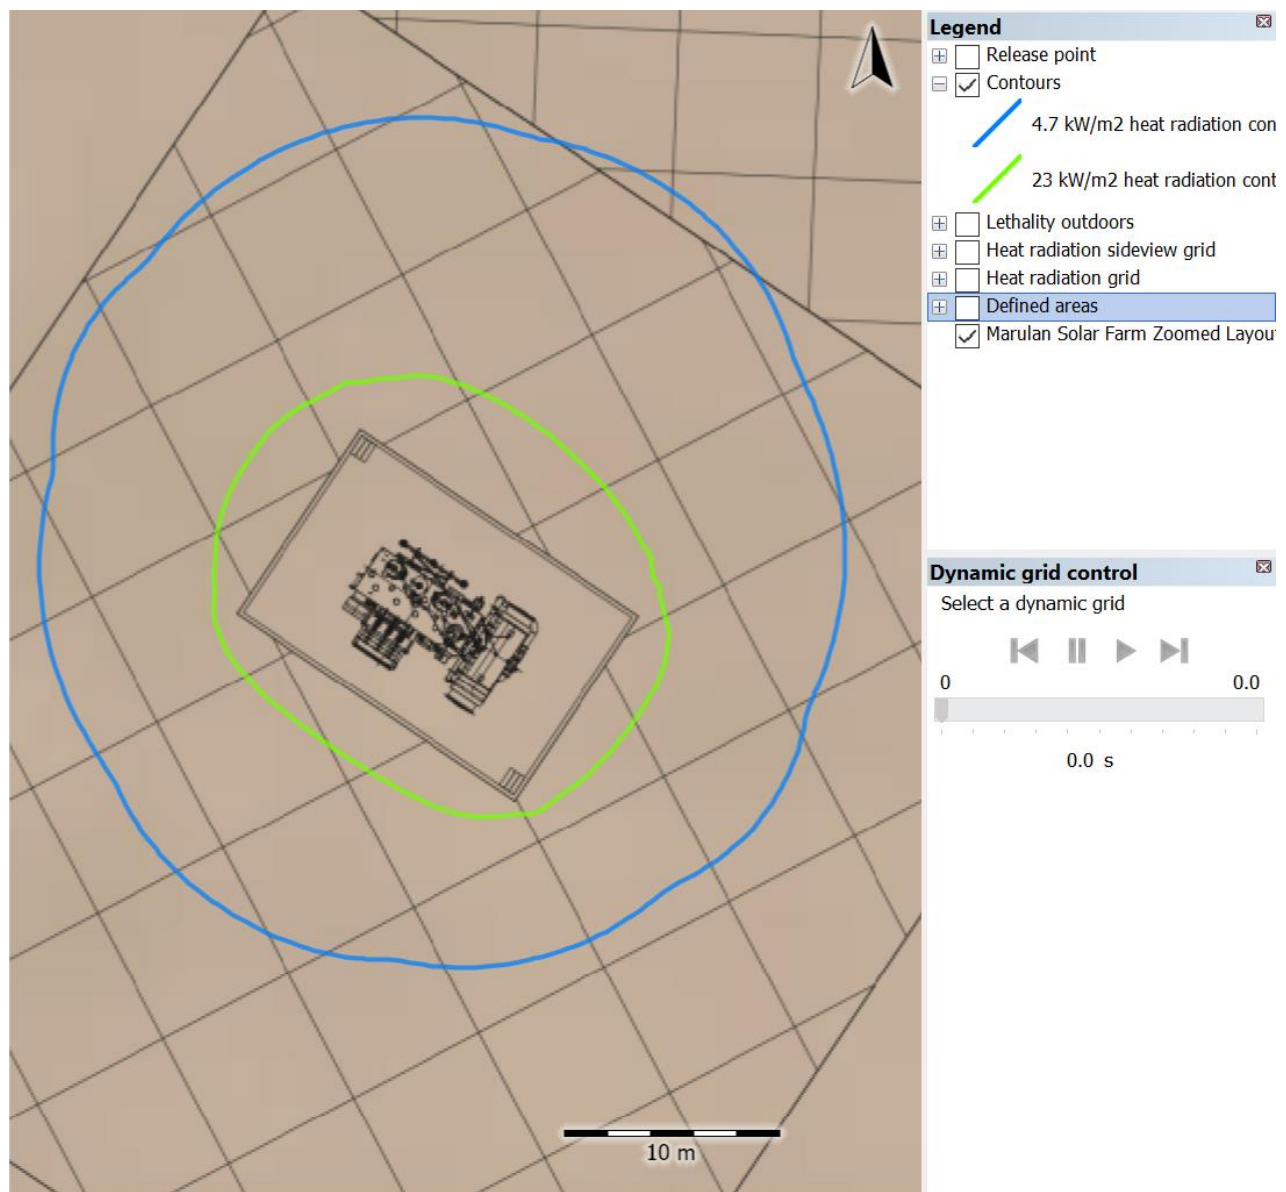 Legend
Release point
Contours
4.7 kW/m2 heat radiation con
23 kW/m2 heat radiation cont
Lethality outdoors
Heat radiation sideview grid
Heat radiation grid
Defined areas
Marulan Solar Farm Zoomed Layou
Dynamic grid control
Select a dynamic grid
0 0.0
0.0 s
10 m